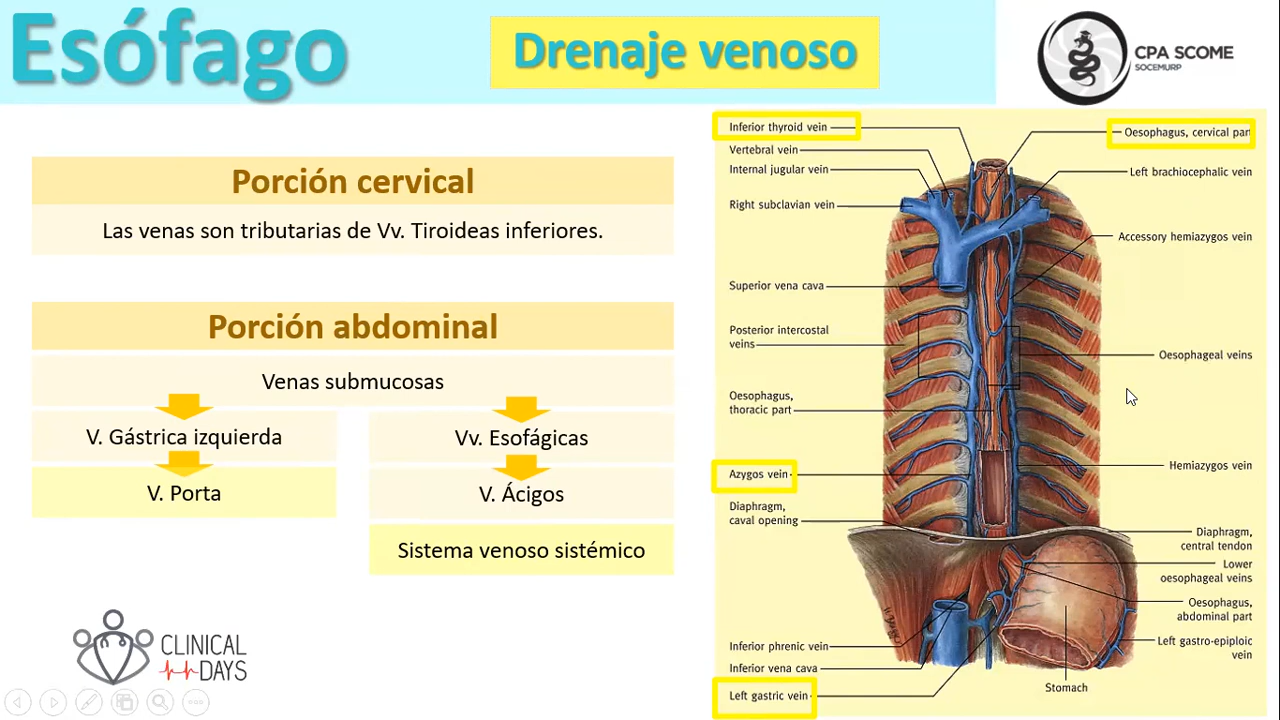 Esófago
Drenaje venoso
CPA SCOME
SOCEMURP
Porción cervical
Las venas son tributarias de Vv. Tiroideas inferiores.
Porción abdominal
Venas submucosas
V. Gástrica izquierda
Vv. Esofágicas
V. Porta
V. Ácigos
Sistema venoso sistémico
CLINICAL
DAYS
Inferior thyroid vein
Vertebral vein
Internal jugular vein
Right subclavian vein
Superior vena cava
Posterior intercostal
veins
Oesophagus,
thoracic part
Azygos vein
Diaphragm,
caval opening
Inferior phrenic vein
Inferior vena cava
Left gastric vein
Oesophagus, cervical part
Left brachiocephalic vein
Accessory hemiazygos vein
Oesophageal veins
Hemiazygos vein
Diaphragm,
central tendon
Lower
oesophageal veins
Oesophagus,
abdominal part
Left gastro-epiploic
vein
Stomach